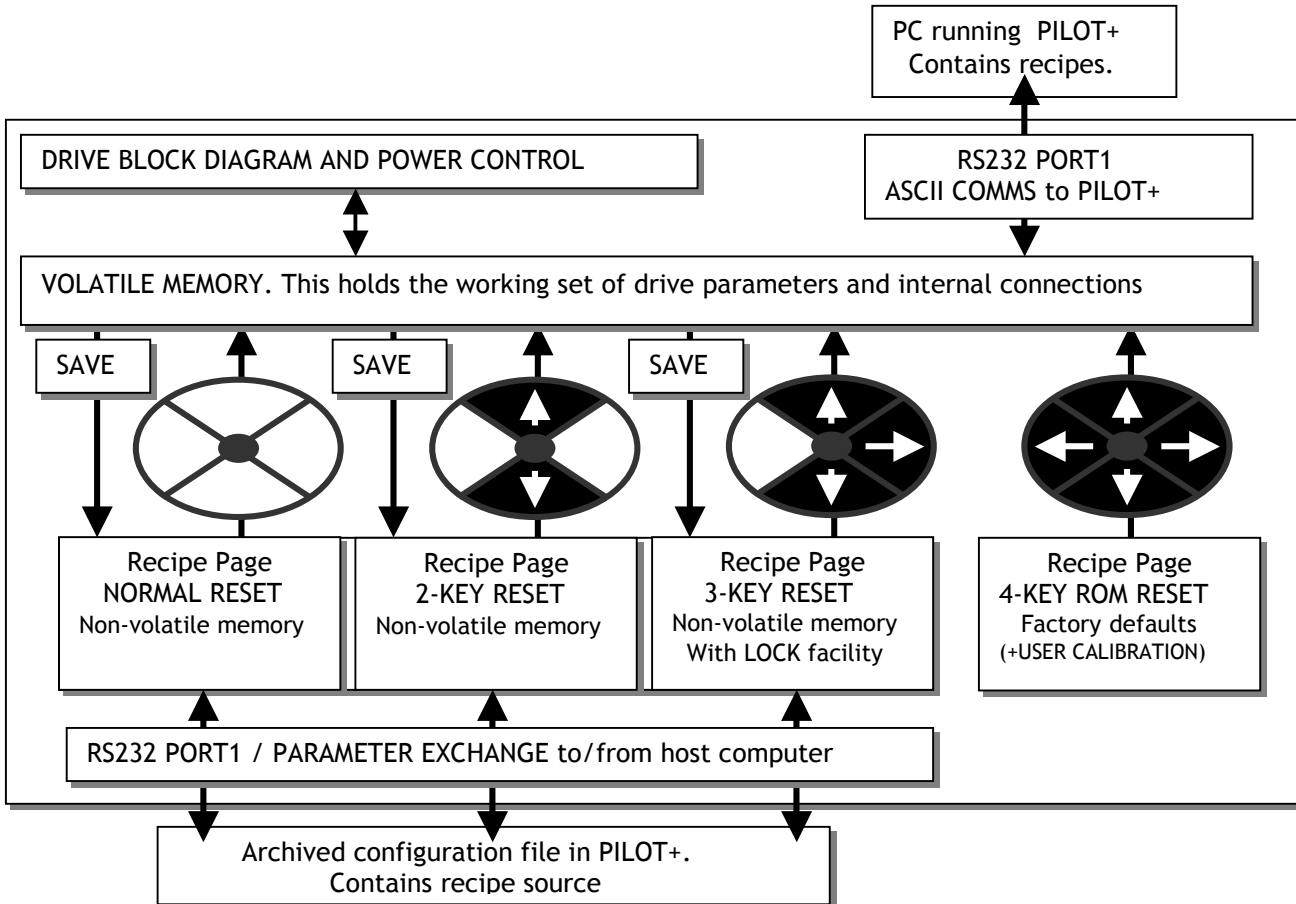 PC running PILOT+
Contains recipes.
DRIVE BLOCK DIAGRAM AND POWER CONTROL
RS232 PORT1
ASCII COMMS to PILOT+
VOLATILE MEMORY. This holds the working set of drive parameters and internal connections
SAVE
SAVE
SAVE
Recipe Page
NORMAL RESET
Non-volatile memory
Recipe Page
2-KEY RESET
Non-volatile memory
Recipe Page
3-KEY RESET
Non-volatile memory
With LOCK facility
Recipe Page
4-KEY ROM RESET
Factory defaults
(+USER CALIBRATION)
RS232 PORT1 / PARAMETER EXCHANGE to/from host computer
Archived configuration file in PILOT+.
Contains recipe source